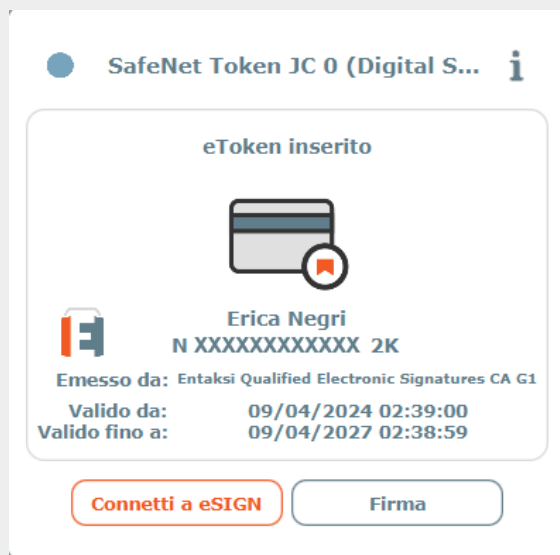 SafeNet Token JC 0 (Digital S...
eToken inserito
Erica Negri
N XXXXXXXXXXXX 2K
Emesso da: Entaksi Qualified Electronic Signatures CA G1
Valido da: 09/04/2024 02:39:00
Valido fino a: 09/04/2027 02:38:59
Connetti a eSIGN
Firma